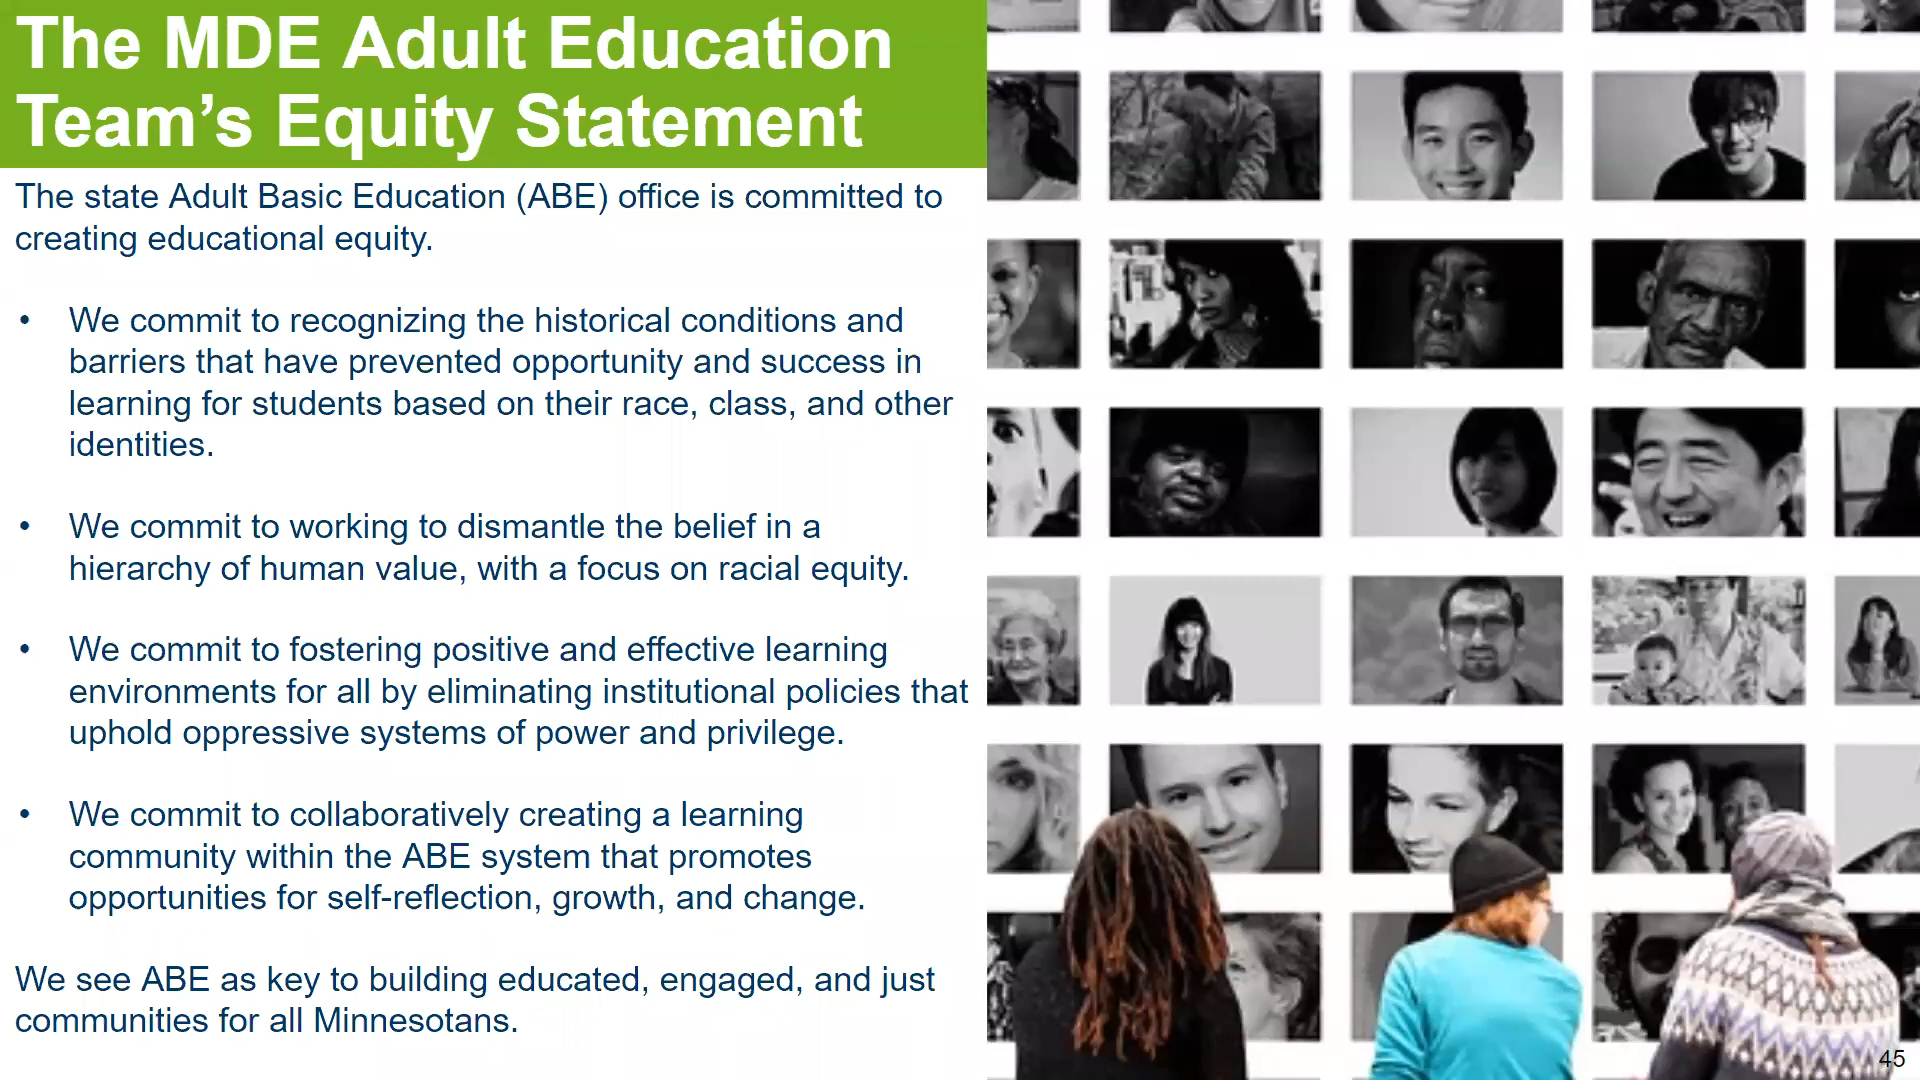 The MDE Adult Education
Team’s Equity Statement
The state Adult Basic Education (ABE) office is committed to
creating educational equity.
• We commit to recognizing the historical conditions and
barriers that have prevented opportunity and success in
learning for students based on their race, class, and other
identities.
• We commit to working to dismantle the belief in a
hierarchy of human value, with a focus on racial equity.
• We commit to fostering positive and effective learning
environments for all by eliminating institutional policies that
uphold oppressive systems of power and privilege.
• We commit to collaboratively creating a learning
community within the ABE system that promotes
opportunities for self-reflection, growth, and change.
We see ABE as key to building educated, engaged, and just
communities for all Minnesotans.
45